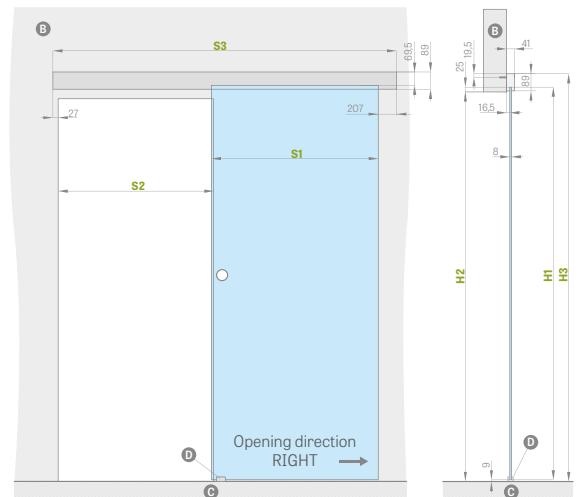 B
S3
69,5
89
27
207
S1
S2
Opening direction
RIGHT
D
C
B
41
19,5
25
89
16,5
8
H2
H1
H3
9
D
C